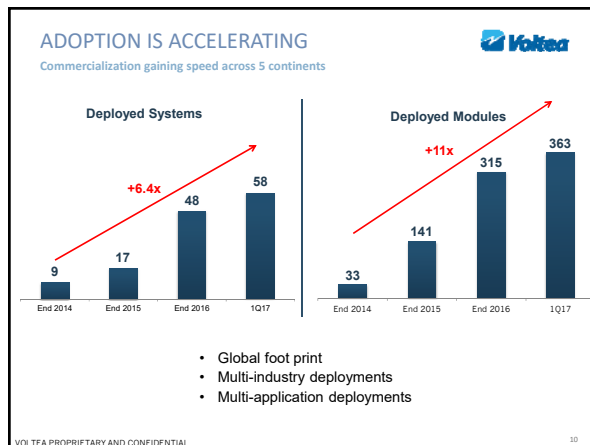 ADOPTION IS ACCELERATING
Commercialization gaining speed across 5 continents
Voltea
Deployed Systems
+6.4x
9
17
48
58
End 2014
End 2015
End 2016
1Q17
Deployed Modules
+11x
33
141
315
363
End 2014
End 2015
End 2016
1Q17
• Global foot print
• Multi-industry deployments
• Multi-application deployments
VOLTEA PROPRIETARY AND CONFIDENTIAL
10